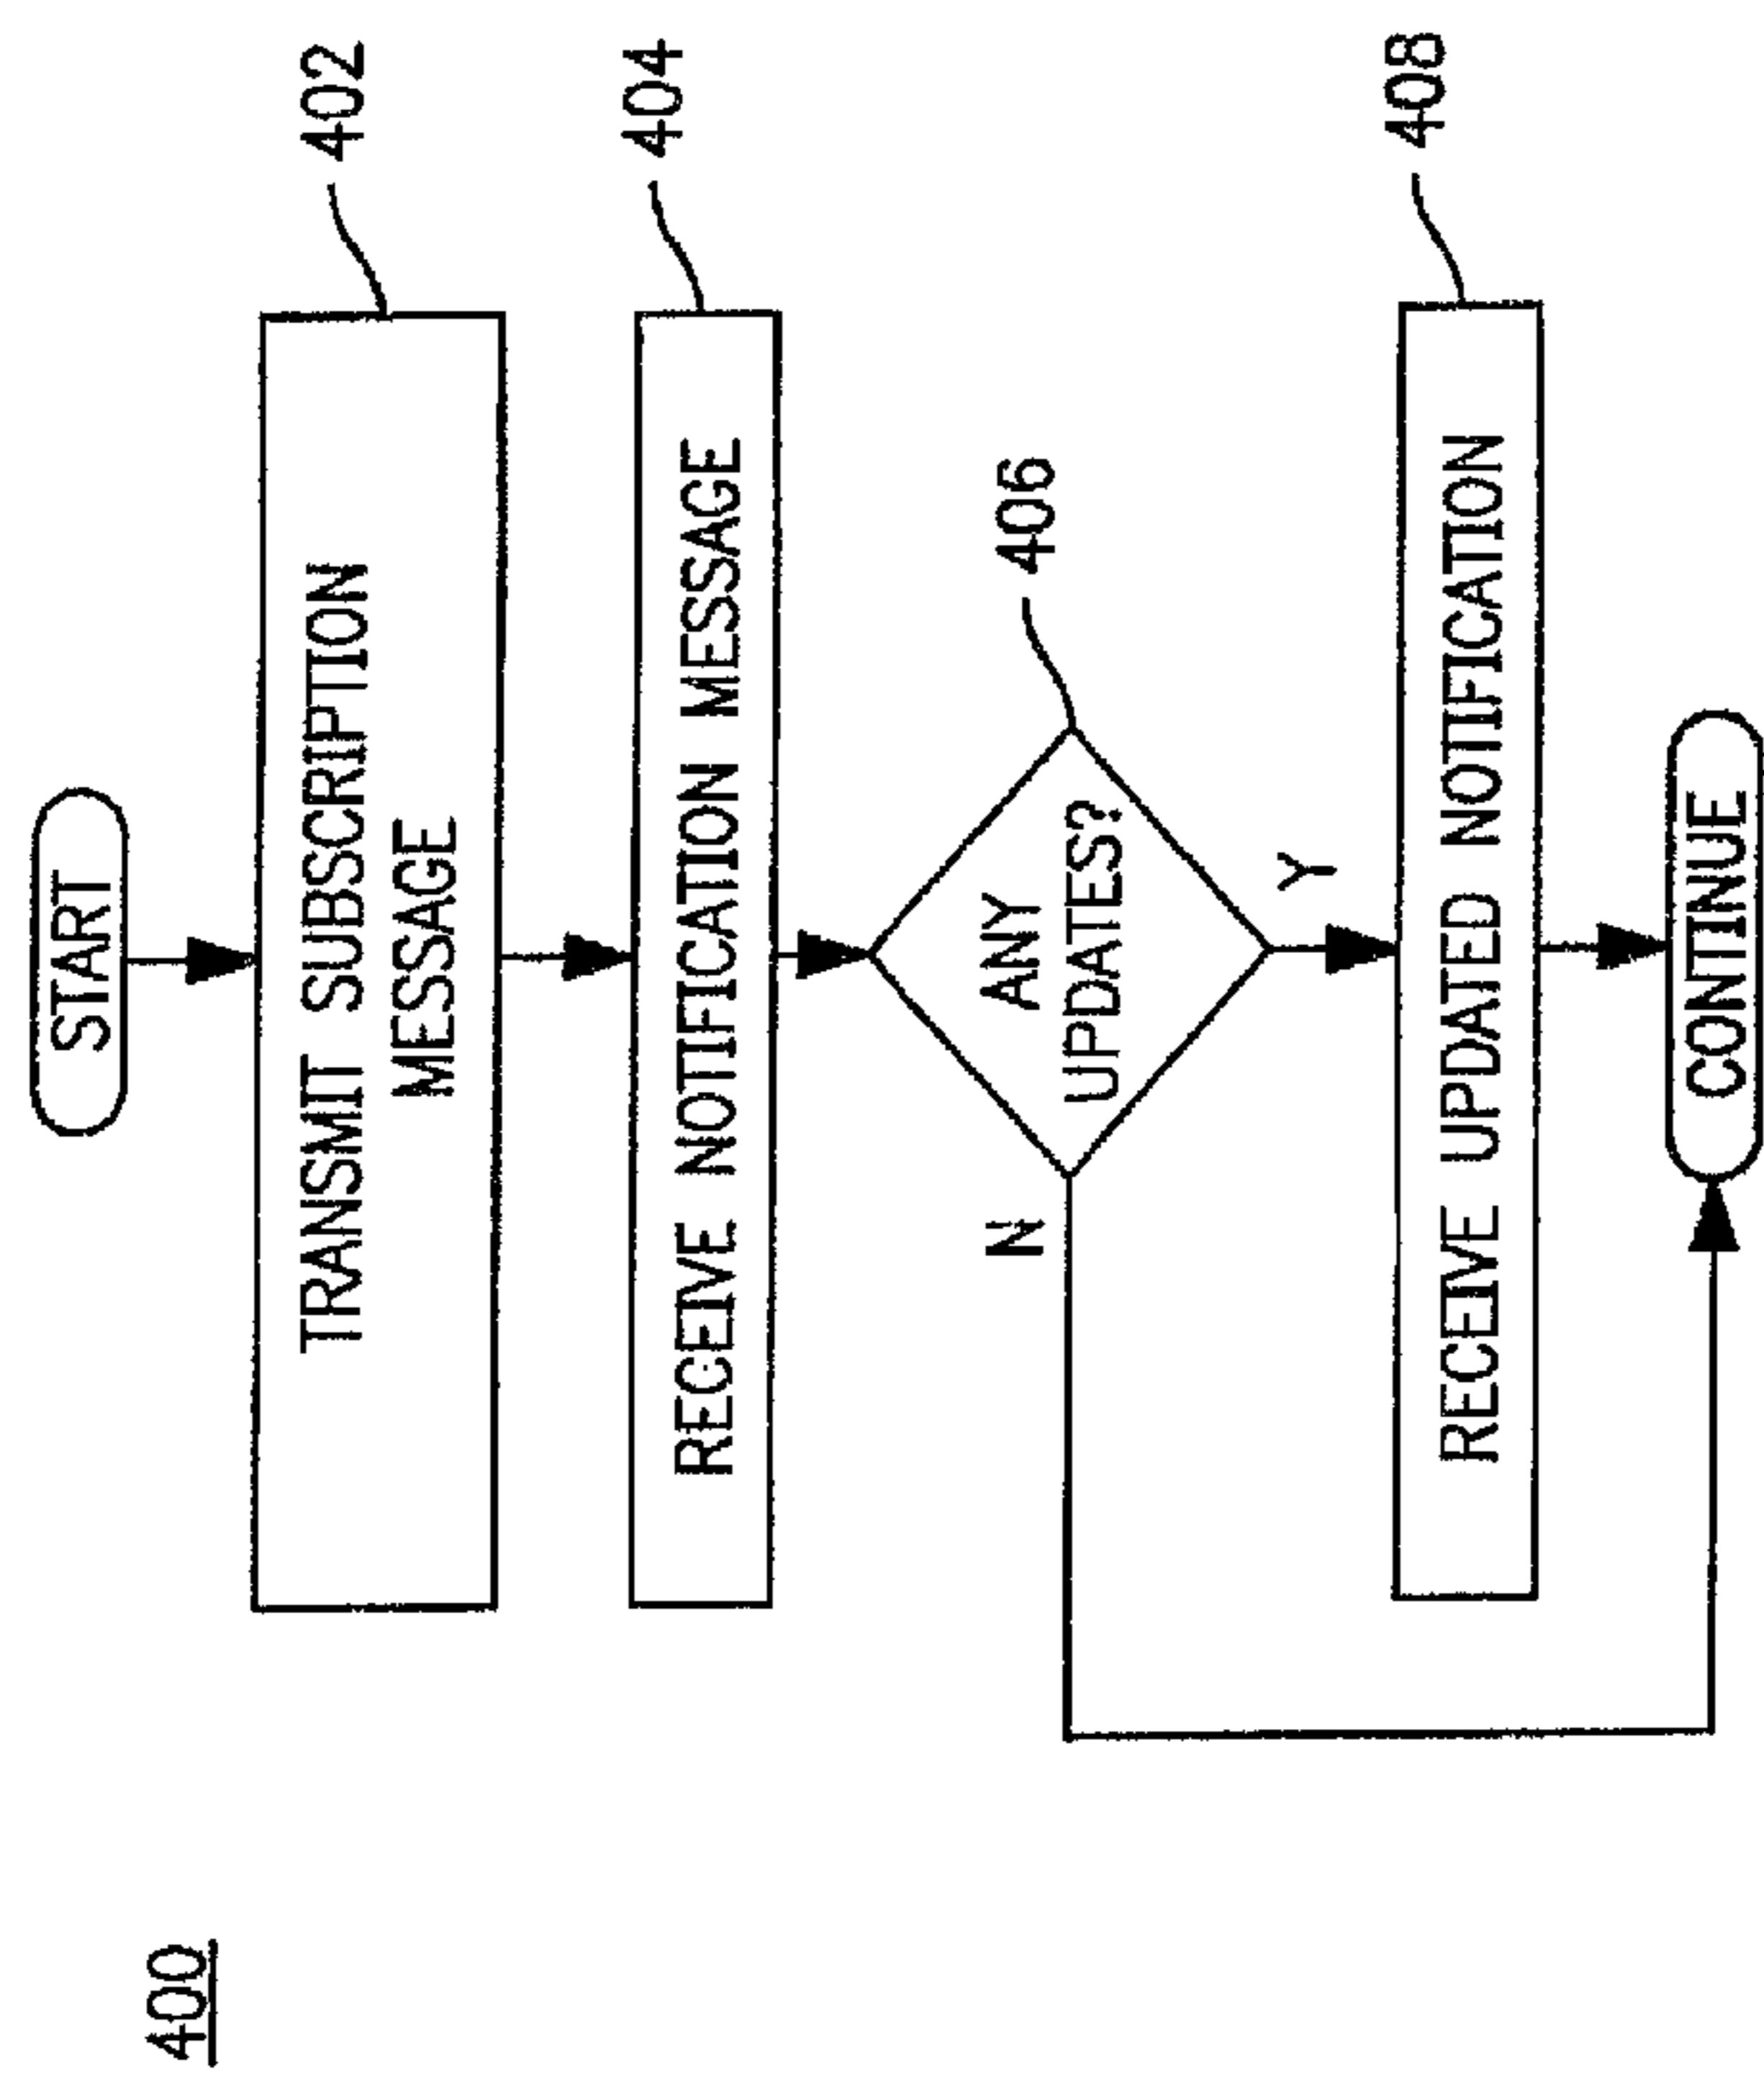 400
START
TRANSMIT SUBSCRIPTION
MESSAGE
402
RECEIVE NOTIFICATION MESSAGE
404
ANY
UPDATES?
406
N
Y
RECEIVE UPDATED NOTIFICATION
408
CONTINUE